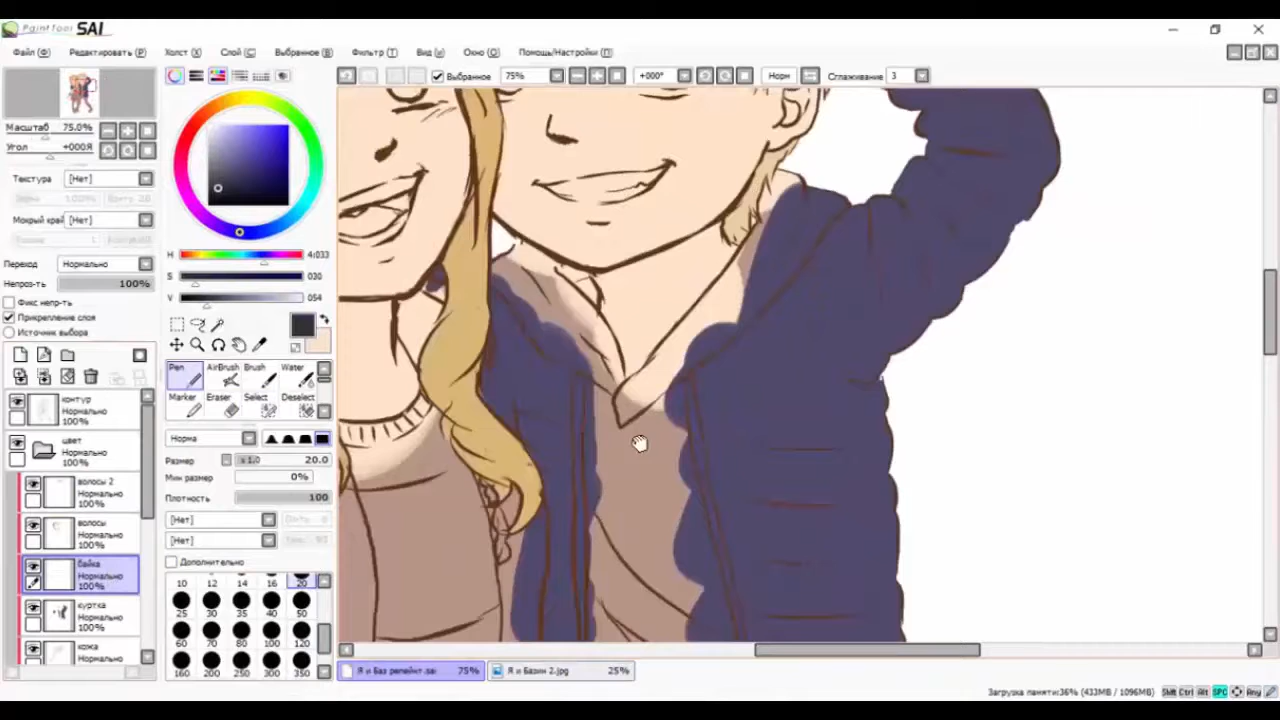 PaintTool SAI
Файл (Ф) Редактировать (Р) Холст (Х) Слой (С) Выбранное (В) Фильтр (Т) Вид (И) Окно (О) Помощь/Настройки (П)
Выбранное 75% +000° Норм Сглаживание 3
Масштаб 75.0%
Угол +000Я
Текстура [Нет]
Мокрый край [Нет]
Переход Нормально
Непроз-ть 100%
Фикс непр-ть
Прикрепление слоя
Источник выбора
H 4:033
S 030
V 054
Pen AirBrush Brush Water
Marker Eraser Select Deselect
Норма
Размер x 1.0 20.0
Мин размер 0%
Плотность 100
[Нет]
[Нет]
Дополнительно
10 12 14 16 20
25 30 35 40 50
60 70 80 100 120
160 200 250 300 350
контур
Нормально
100%
цвет
Нормально
100%
волосы 2
Нормально
100%
волосы
Нормально
100%
байка
Нормально
100%
куртка
Нормально
100%
кожа
Нормально
Я и Баз репейнт.sai 75% Я и Базин 2.jpg 25%
Загрузка памяти:36% (433MB / 1096MB) Shft Ctrl Alt SPC Any